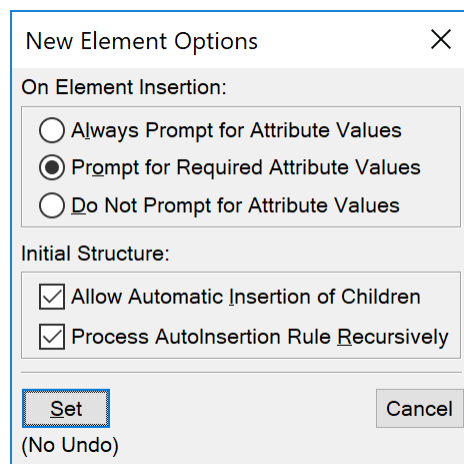 New Element Options
On Element Insertion:
Always Prompt for Attribute Values
Prompt for Required Attribute Values
Do Not Prompt for Attribute Values
Initial Structure:
Allow Automatic Insertion of Children
Process AutoInsertion Rule Recursively
Set
Cancel
(No Undo)